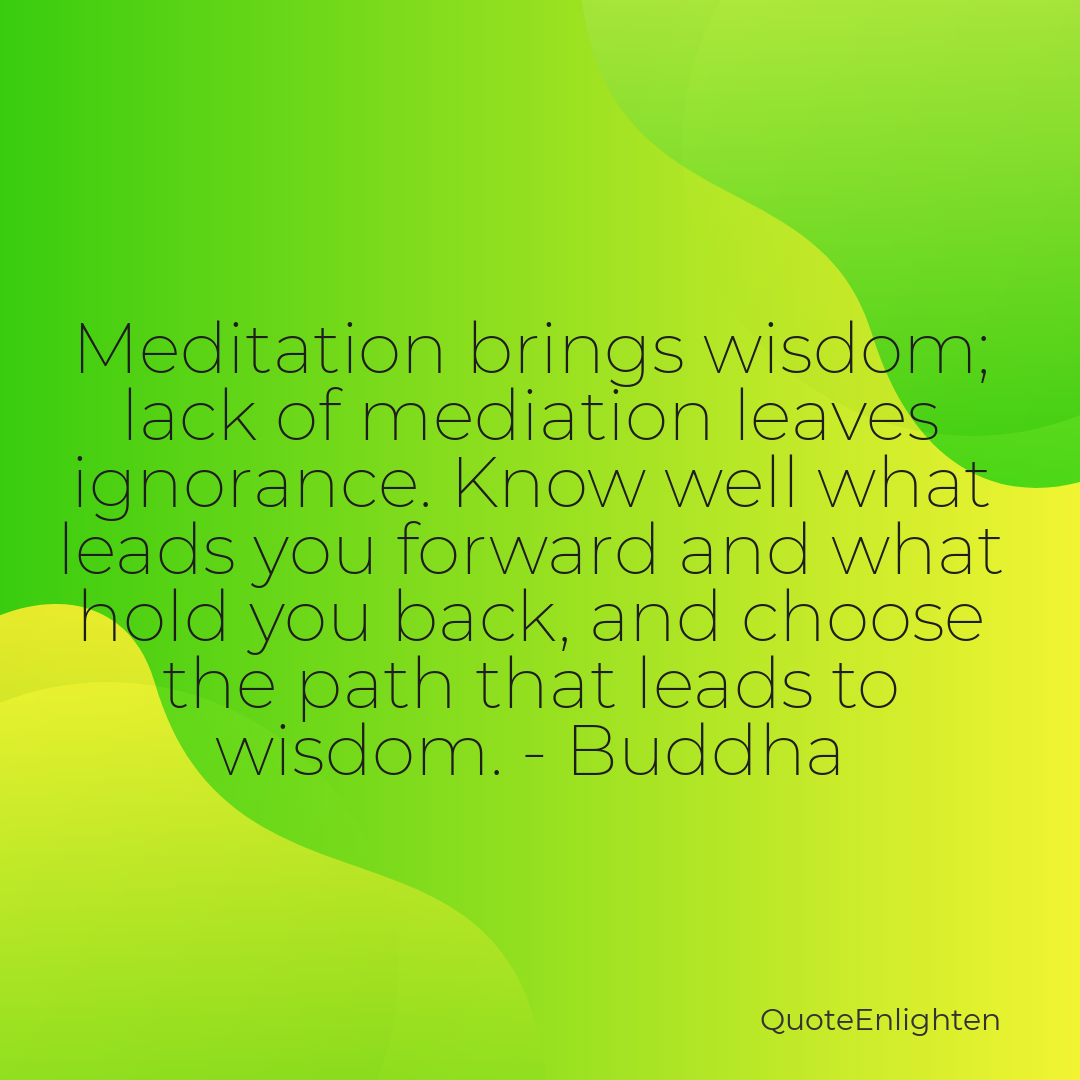 Meditation brings wisdom;
lack of mediation leaves
ignorance. Know well what
leads you forward and what
hold you back, and choose
the path that leads to
wisdom. - Buddha
QuoteEnlighten